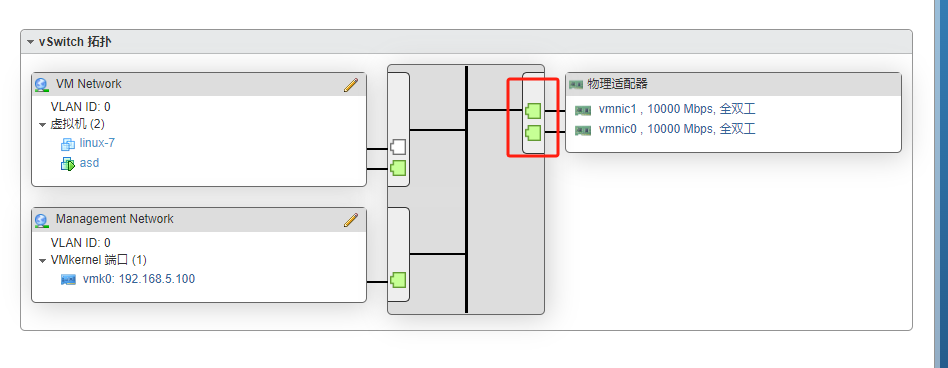 vSwitch 拓扑
VM Network
VLAN ID: 0
虚拟机 (2)
linux-7
asd
Management Network
VLAN ID: 0
VMkernel 端口 (1)
vmk0: 192.168.5.100
物理适配器
vmnic1 , 10000 Mbps, 全双工
vmnic0 , 10000 Mbps, 全双工